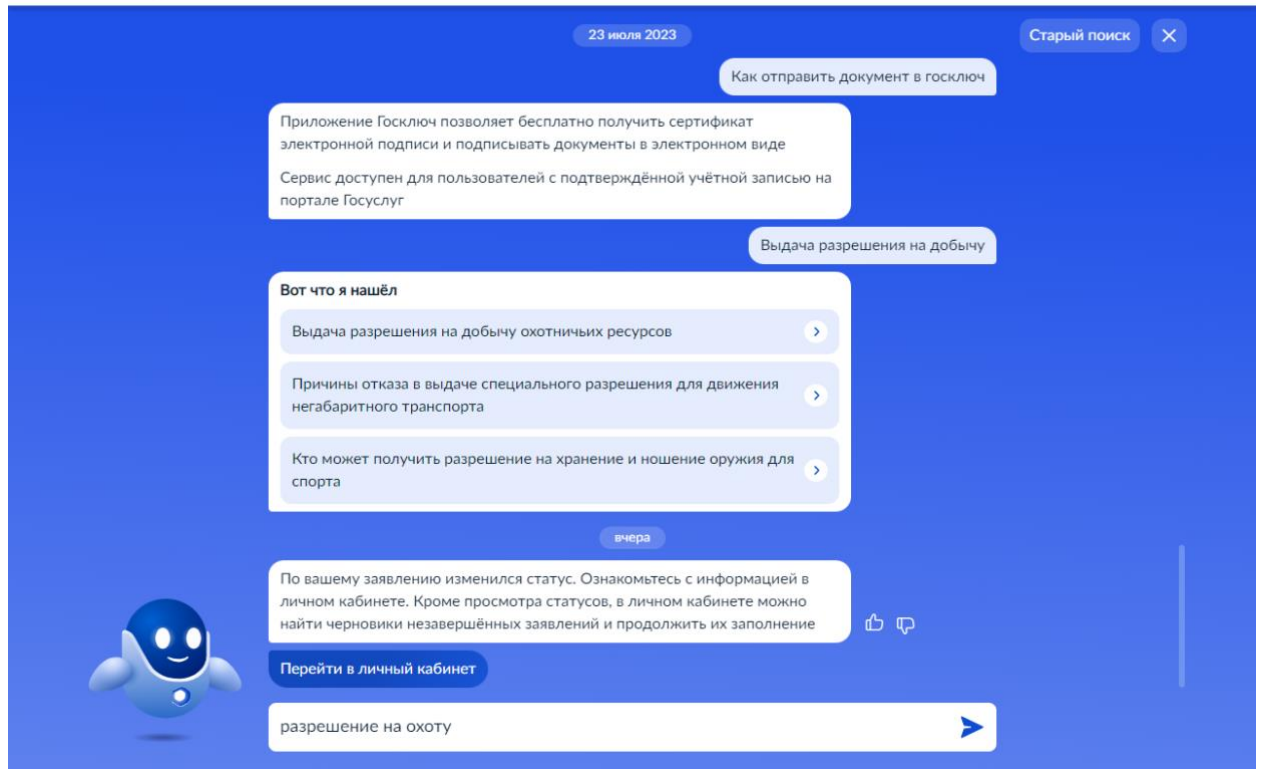 23 июля 2023
Старый поиск
Как отправить документ в госключ
Приложение Госключ позволяет бесплатно получить сертификат
электронной подписи и подписывать документы в электронном виде
Сервис доступен для пользователей с подтверждённой учётной записью на
портале Госуслуг
Выдача разрешения на добычу
Вот что я нашёл
Выдача разрешения на добычу охотничьих ресурсов
Причины отказа в выдаче специального разрешения для движения
негабаритного транспорта
Кто может получить разрешение на хранение и ношение оружия для
спорта
вчера
По вашему заявлению изменился статус. Ознакомьтесь с информацией в
личном кабинете. Кроме просмотра статусов, в личном кабинете можно
найти черновики незавершённых заявлений и продолжить их заполнение
Перейти в личный кабинет
разрешение на охоту